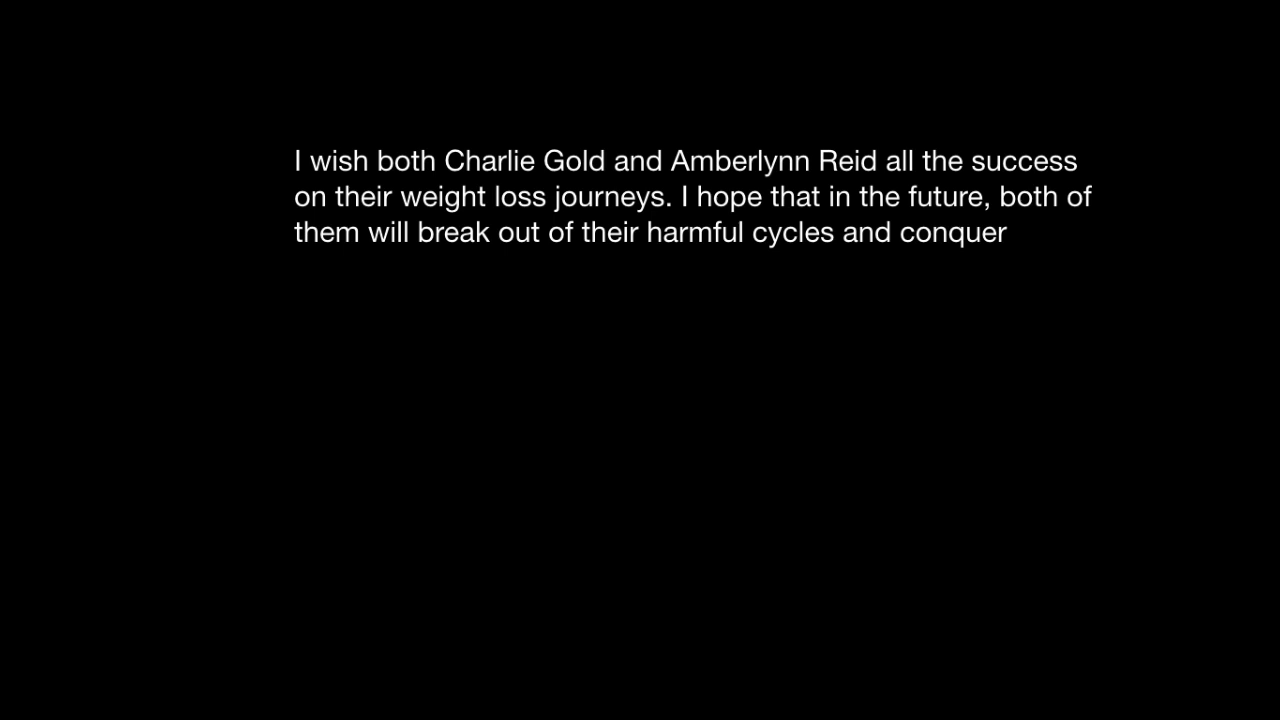 I wish both Charlie Gold and Amberlynn Reid all the success
on their weight loss journeys. I hope that in the future, both of
them will break out of their harmful cycles and conquer